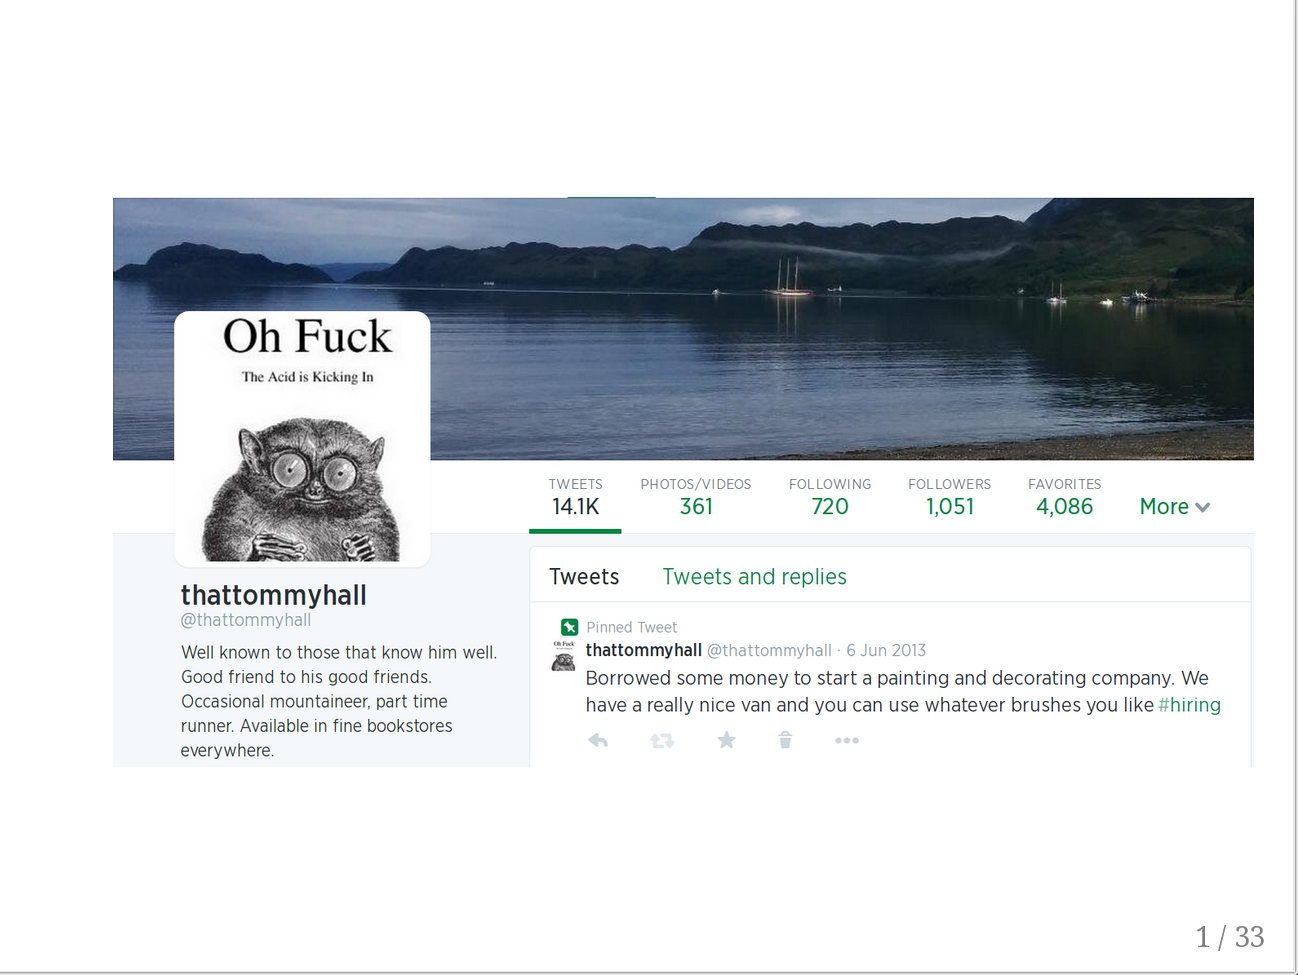 Oh Fuck
The Acid is Kicking In
TWEETS
14.1K
PHOTOS/VIDEOS
361
FOLLOWING
720
FOLLOWERS
1,051
FAVORITES
4,086
More
thattommyhall
@thattommyhall
Well known to those that know him well.
Good friend to his good friends.
Occasional mountaineer, part time
runner. Available in fine bookstores
everywhere.
Tweets Tweets and replies
Pinned Tweet
Oh Fuck
thattommyhall @thattommyhall · 6 Jun 2013
Borrowed some money to start a painting and decorating company. We
have a really nice van and you can use whatever brushes you like #hiring
1 / 33